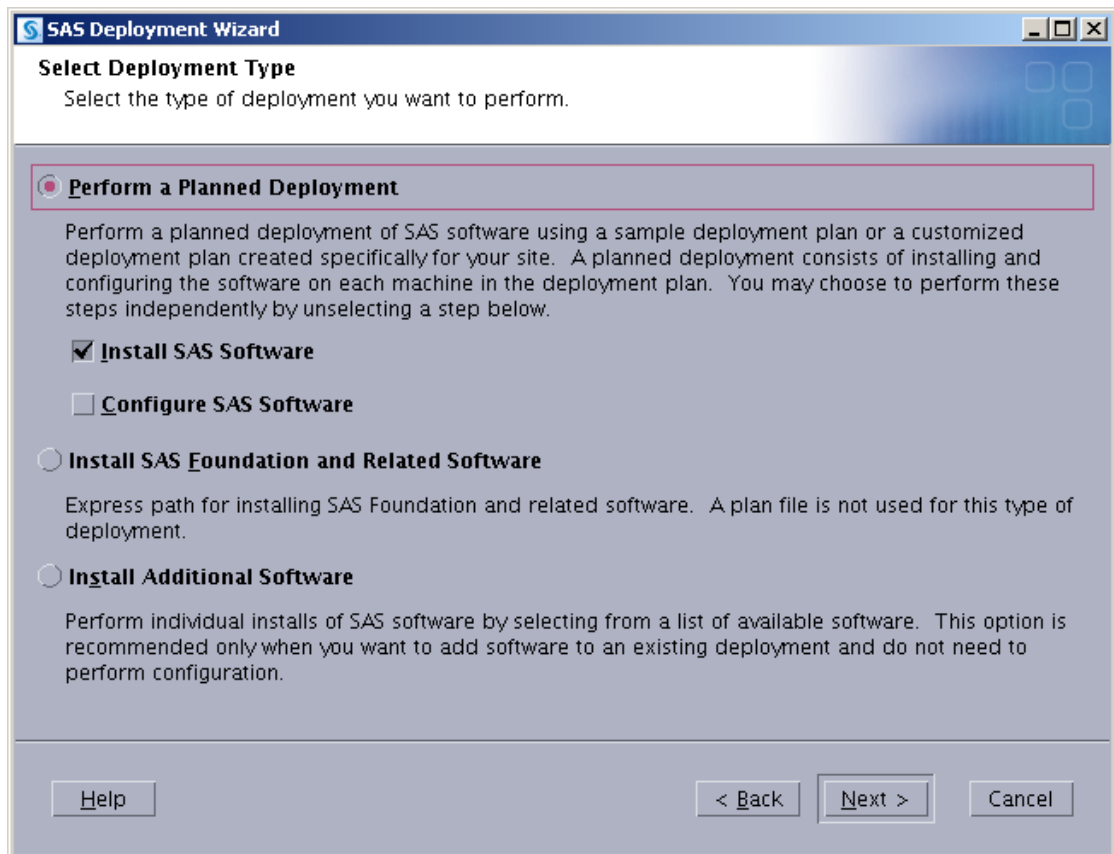 SAS Deployment Wizard
Select Deployment Type
Select the type of deployment you want to perform.
Perform a Planned Deployment
Perform a planned deployment of SAS software using a sample deployment plan or a customized
deployment plan created specifically for your site. A planned deployment consists of installing and
configuring the software on each machine in the deployment plan. You may choose to perform these
steps independently by unselecting a step below.
Install SAS Software
Configure SAS Software
Install SAS Foundation and Related Software
Express path for installing SAS Foundation and related software. A plan file is not used for this type of
deployment.
Install Additional Software
Perform individual installs of SAS software by selecting from a list of available software. This option is
recommended only when you want to add software to an existing deployment and do not need to
perform configuration.
Help
< Back
Next >
Cancel